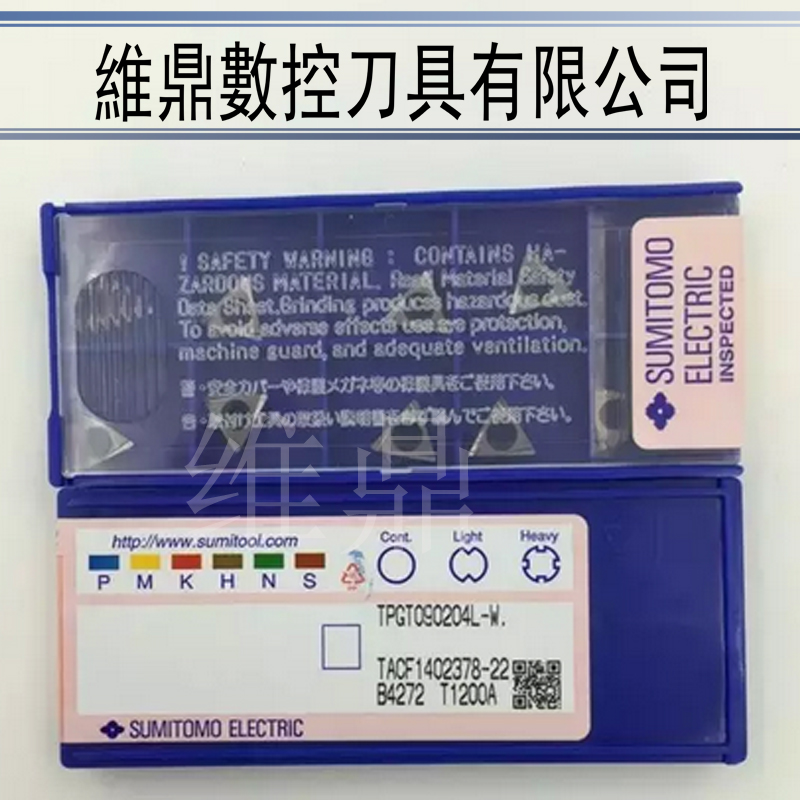 維鼎數控刀具有限公司
! SAFETY WARNING : CONTAINS HA-
ZARDONS MATERIAL. Read Material Safety
Data Sheet. Grinding produces hazardous dust.
To avoid adverse effects use eye protection,
machine guard, and adequate ventilation.
SUMITOMO
ELECTRIC
INSPECTED
维鼎
http://www.sumitool.com
P M K H N S
Cont. Light Heavy
TPGT090204L-W.
TACF1402378-22
B4272 T1200A
SUMITOMO ELECTRIC